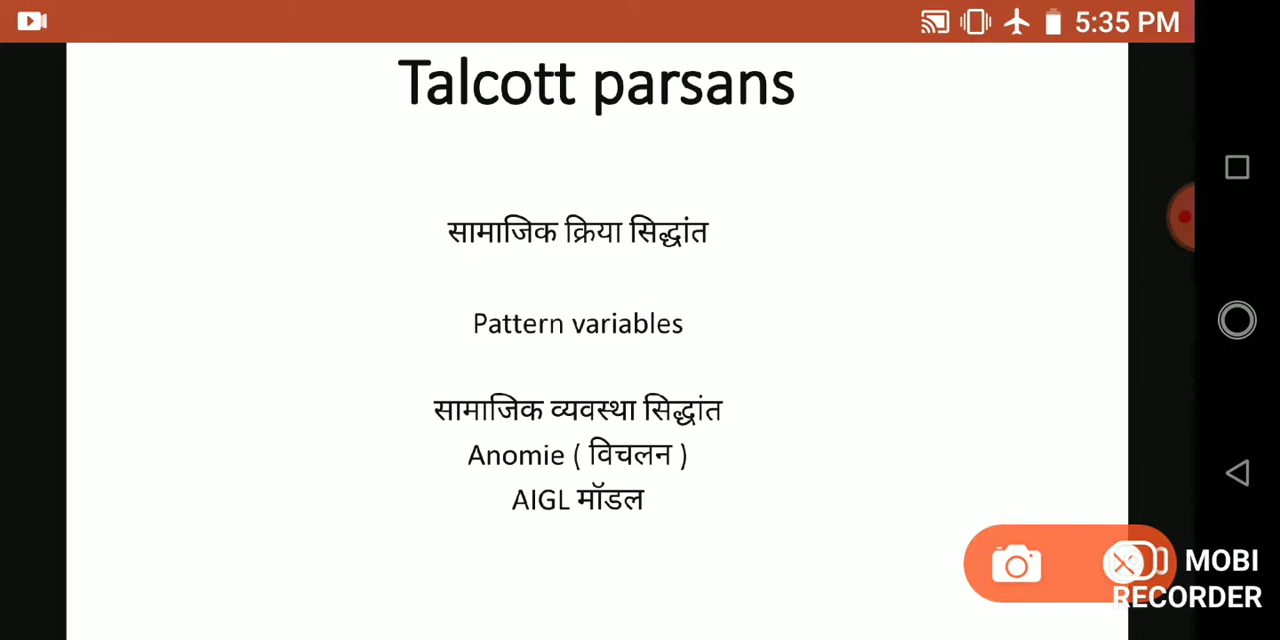 5:35 PM
Talcott parsans
सामाजिक क्रिया सिद्धांत
Pattern variables
सामाजिक व्यवस्था सिद्धांत
Anomie ( विचलन )
AIGL मॉडल
MOBI
RECORDER